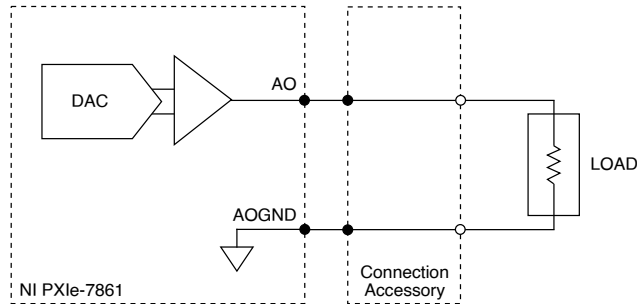 AO
DAC
LOAD
AOGND
NI PXIe-7861
Connection
Accessory